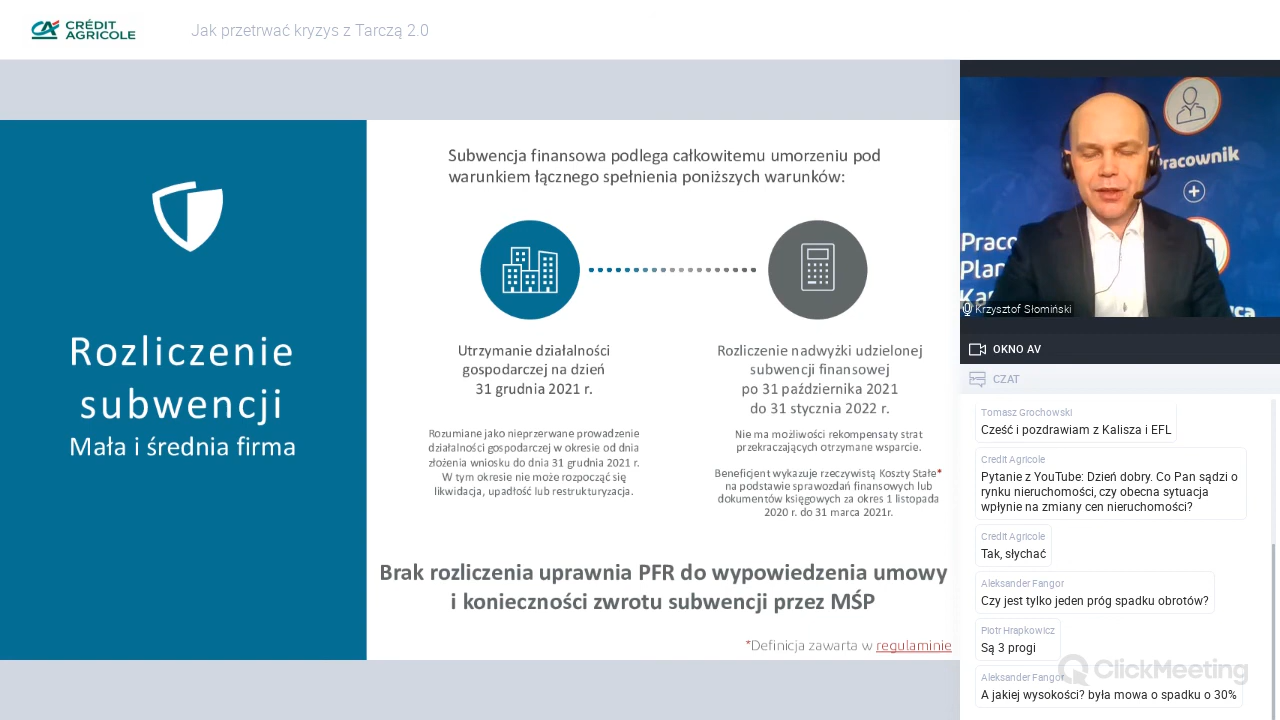 CRÉDIT
AGRICOLE
Jak przetrwać kryzys z Tarczą 2.0
Rozliczenie
subwencji
Mała i średnia firma
Subwencja finansowa podlega całkowitemu umorzeniu pod
warunkiem łącznego spełnienia poniższych warunków:
Utrzymanie działalności
gospodarczej na dzień
31 grudnia 2021 r.
Rozumiane jako nieprzerwane prowadzenie
działalności gospodarczej w okresie od dnia
złożenia wniosku do dnia 31 grudnia 2021 r.
W tym okresie nie może rozpocząć się
likwidacja, upadłość lub restrukturyzacja.
Rozliczenie nadwyżki udzielonej
subwencji finansowej
po 31 października 2021
do 31 stycznia 2022 r.
Nie ma możliwości rekompensaty strat
przekraczających otrzymane wsparcie.
Beneficjent wykazuje rzeczywistą Koszty Stałe*
na podstawie sprawozdań finansowych lub
dokumentów księgowych za okres 1 listopada
2020 r. do 31 marca 2021r.
Brak rozliczenia uprawnia PFR do wypowiedzenia umowy
i konieczności zwrotu subwencji przez MŚP
*Definicja zawarta w regulaminie
Pracownik
Praco
Plan
Ka
Krzysztof Słomiński
OKNO AV
CZAT
Tomasz Grochowski
Cześć i pozdrawiam z Kalisza i EFL
Credit Agricole
Pytanie z YouTube: Dzień dobry. Co Pan sądzi o
rynku nieruchomości, czy obecna sytuacja
wpłynie na zmiany cen nieruchomości?
Credit Agricole
Tak, słychać
Aleksander Fangor
Czy jest tylko jeden próg spadku obrotów?
Piotr Hrapkowicz
Są 3 progi
Aleksander Fangor
A jakiej wysokości? była mowa o spadku o 30%
ClickMeeting